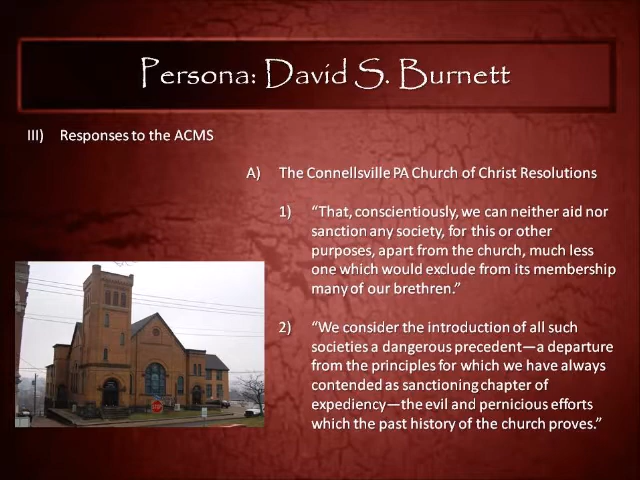 Persona: David S. Burnett
III) Responses to the ACMS
A) The Connellsville PA Church of Christ Resolutions
1) “That, conscientiously, we can neither aid nor
sanction any society, for this or other
purposes, apart from the church, much less
one which would exclude from its membership
many of our brethren.”
2) “We consider the introduction of all such
societies a dangerous precedent—a departure
from the principles for which we have always
contended as sanctioning chapter of
expediency—the evil and pernicious efforts
which the past history of the church proves.”